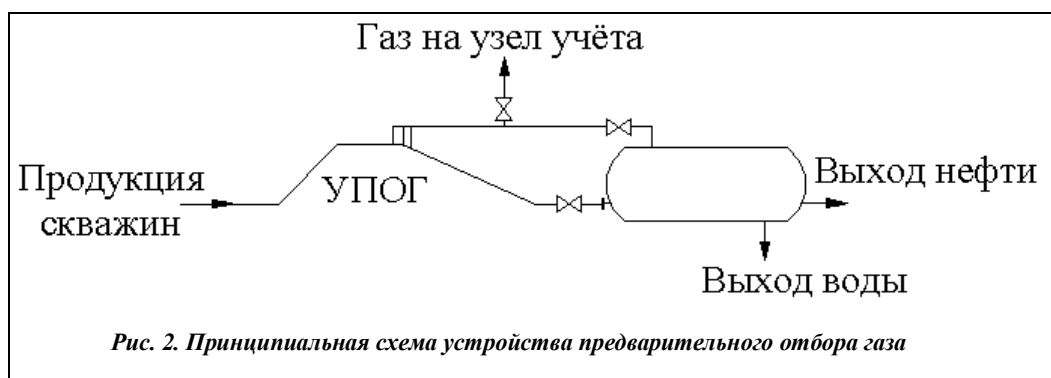 Газ на узел учёта
Продукция
скважин
УПОГ
Выход нефти
Выход воды
Рис. 2. Принципиальная схема устройства предварительного отбора газа